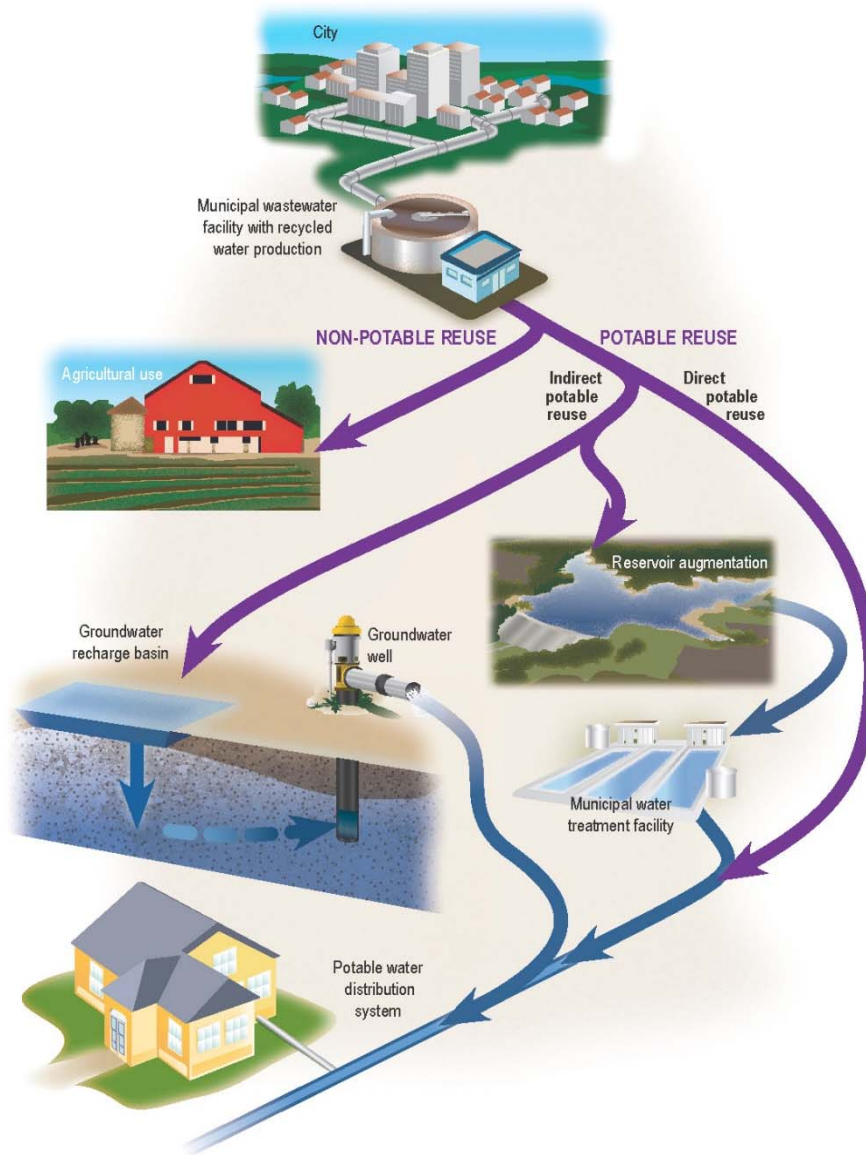 City
Municipal wastewater
facility with recycled
water production
NON-POTABLE REUSE
POTABLE REUSE
Agricultural use
Indirect
potable
reuse
Direct
potable
reuse
Reservoir augmentation
Groundwater
recharge basin
Groundwater
well
Municipal water
treatment facility
Potable water
distribution
system